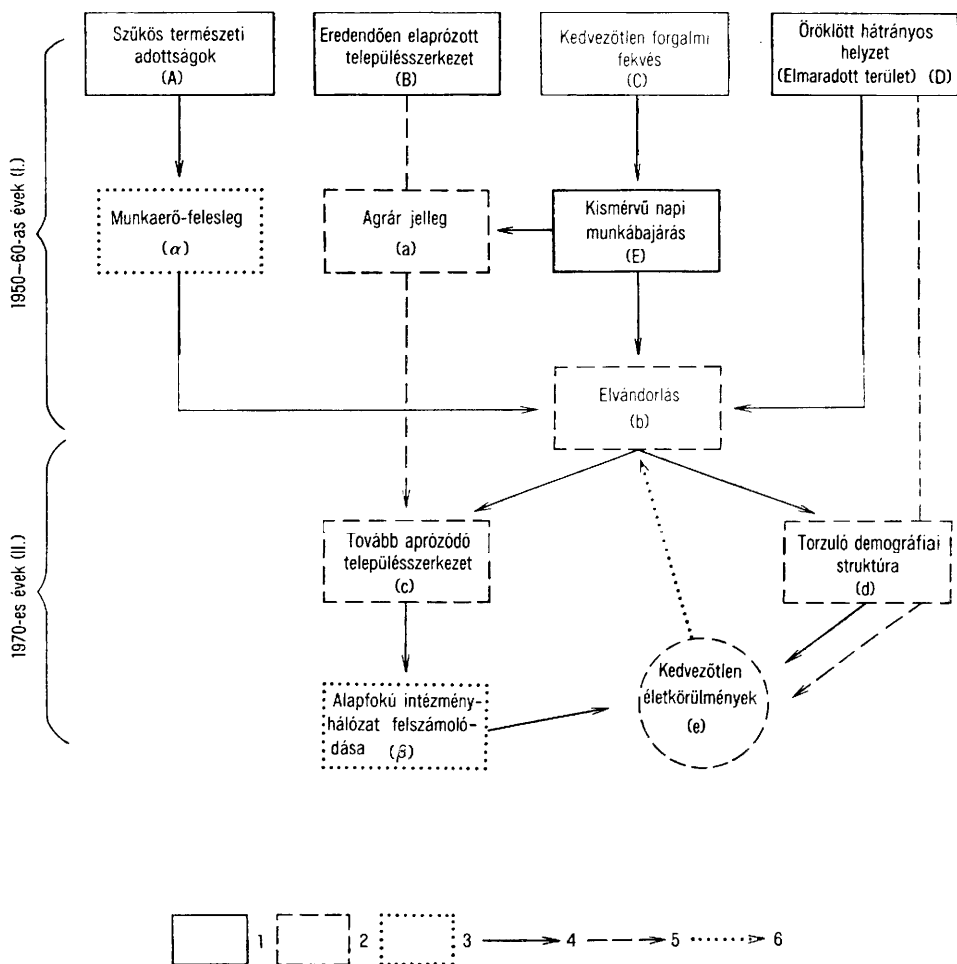 Szűkös természeti
adottságok
(A)
Eredendően elaprózott
településszerkezet
(B)
Kedvezőtlen forgalmi
fekvés
(C)
Öröklött hátrányos
helyzet
(Elmaradott terület) (D)
1950–60-as évek (I.)
Munkaerő-felesleg
(α)
Agrár jelleg
(a)
Kismérvű napi
munkábajárás
(E)
Elvándorlás
(b)
1970-es évek (II.)
Tovább aprózódó
településszerkezet
(c)
Torzuló demográfiai
struktúra
(d)
Alapfokú intézmény-
hálózat felszámoló-
dása (β)
Kedvezőtlen
életkörülmények
(e)
1 2 3 4 5 6